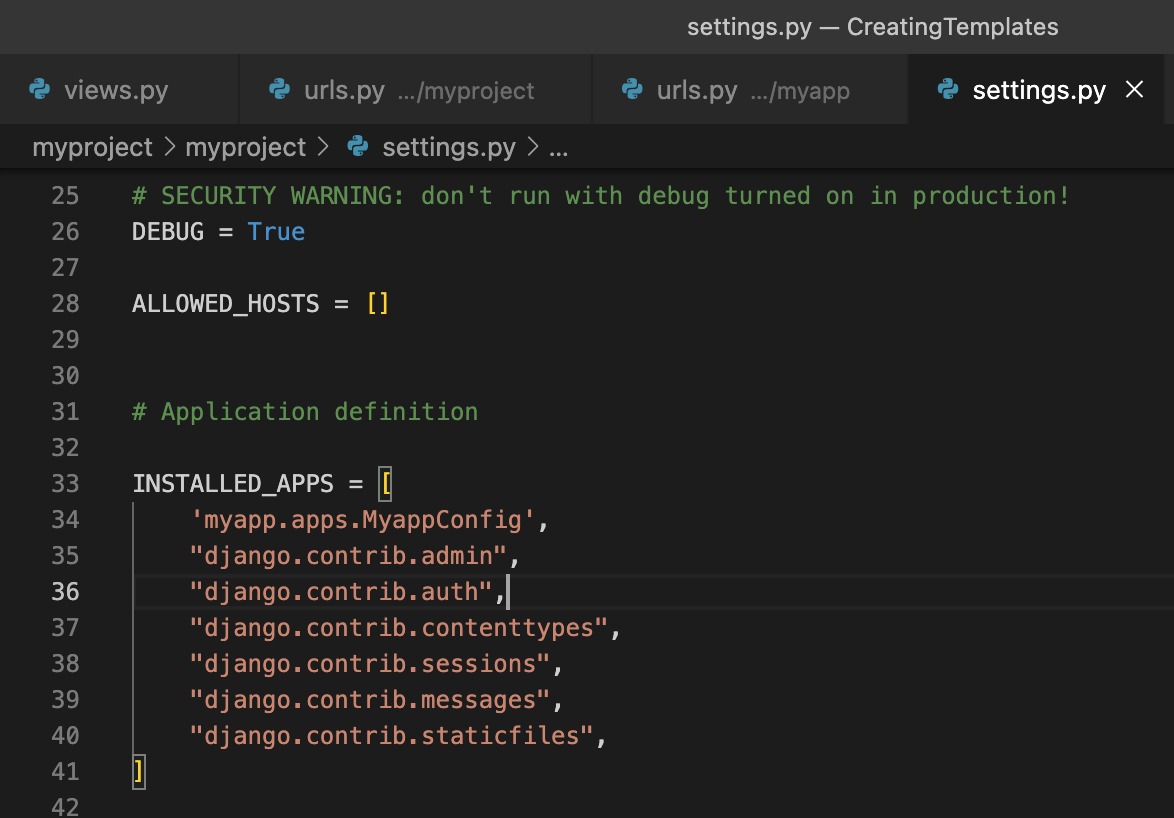 settings.py — CreatingTemplates
views.py urls.py .../myproject urls.py .../myapp settings.py
myproject > myproject > settings.py > ...
25 # SECURITY WARNING: don't run with debug turned on in production!
26 DEBUG = True
27
28 ALLOWED_HOSTS = []
29
30
31 # Application definition
32
33 INSTALLED_APPS = [
34 'myapp.apps.MyappConfig',
35 "django.contrib.admin",
36 "django.contrib.auth",
37 "django.contrib.contenttypes",
38 "django.contrib.sessions",
39 "django.contrib.messages",
40 "django.contrib.staticfiles",
41 ]
42